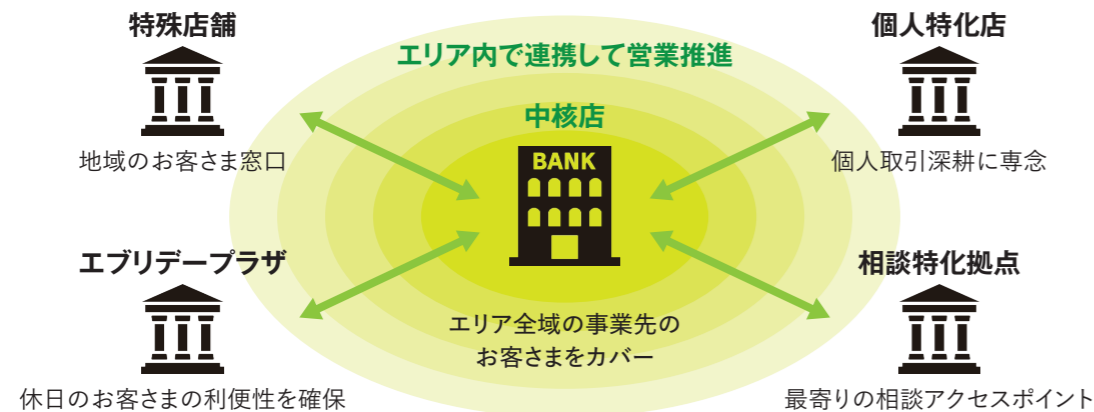 特殊店舗
地域のお客さま窓口
エリア内で連携して営業推進
個人特化店
個人取引深耕に専念
中核店
BANK
エリア全域の事業先の
お客さまをカバー
エブリデープラザ
休日のお客さまの利便性を確保
相談特化拠点
最寄りの相談アクセスポイント